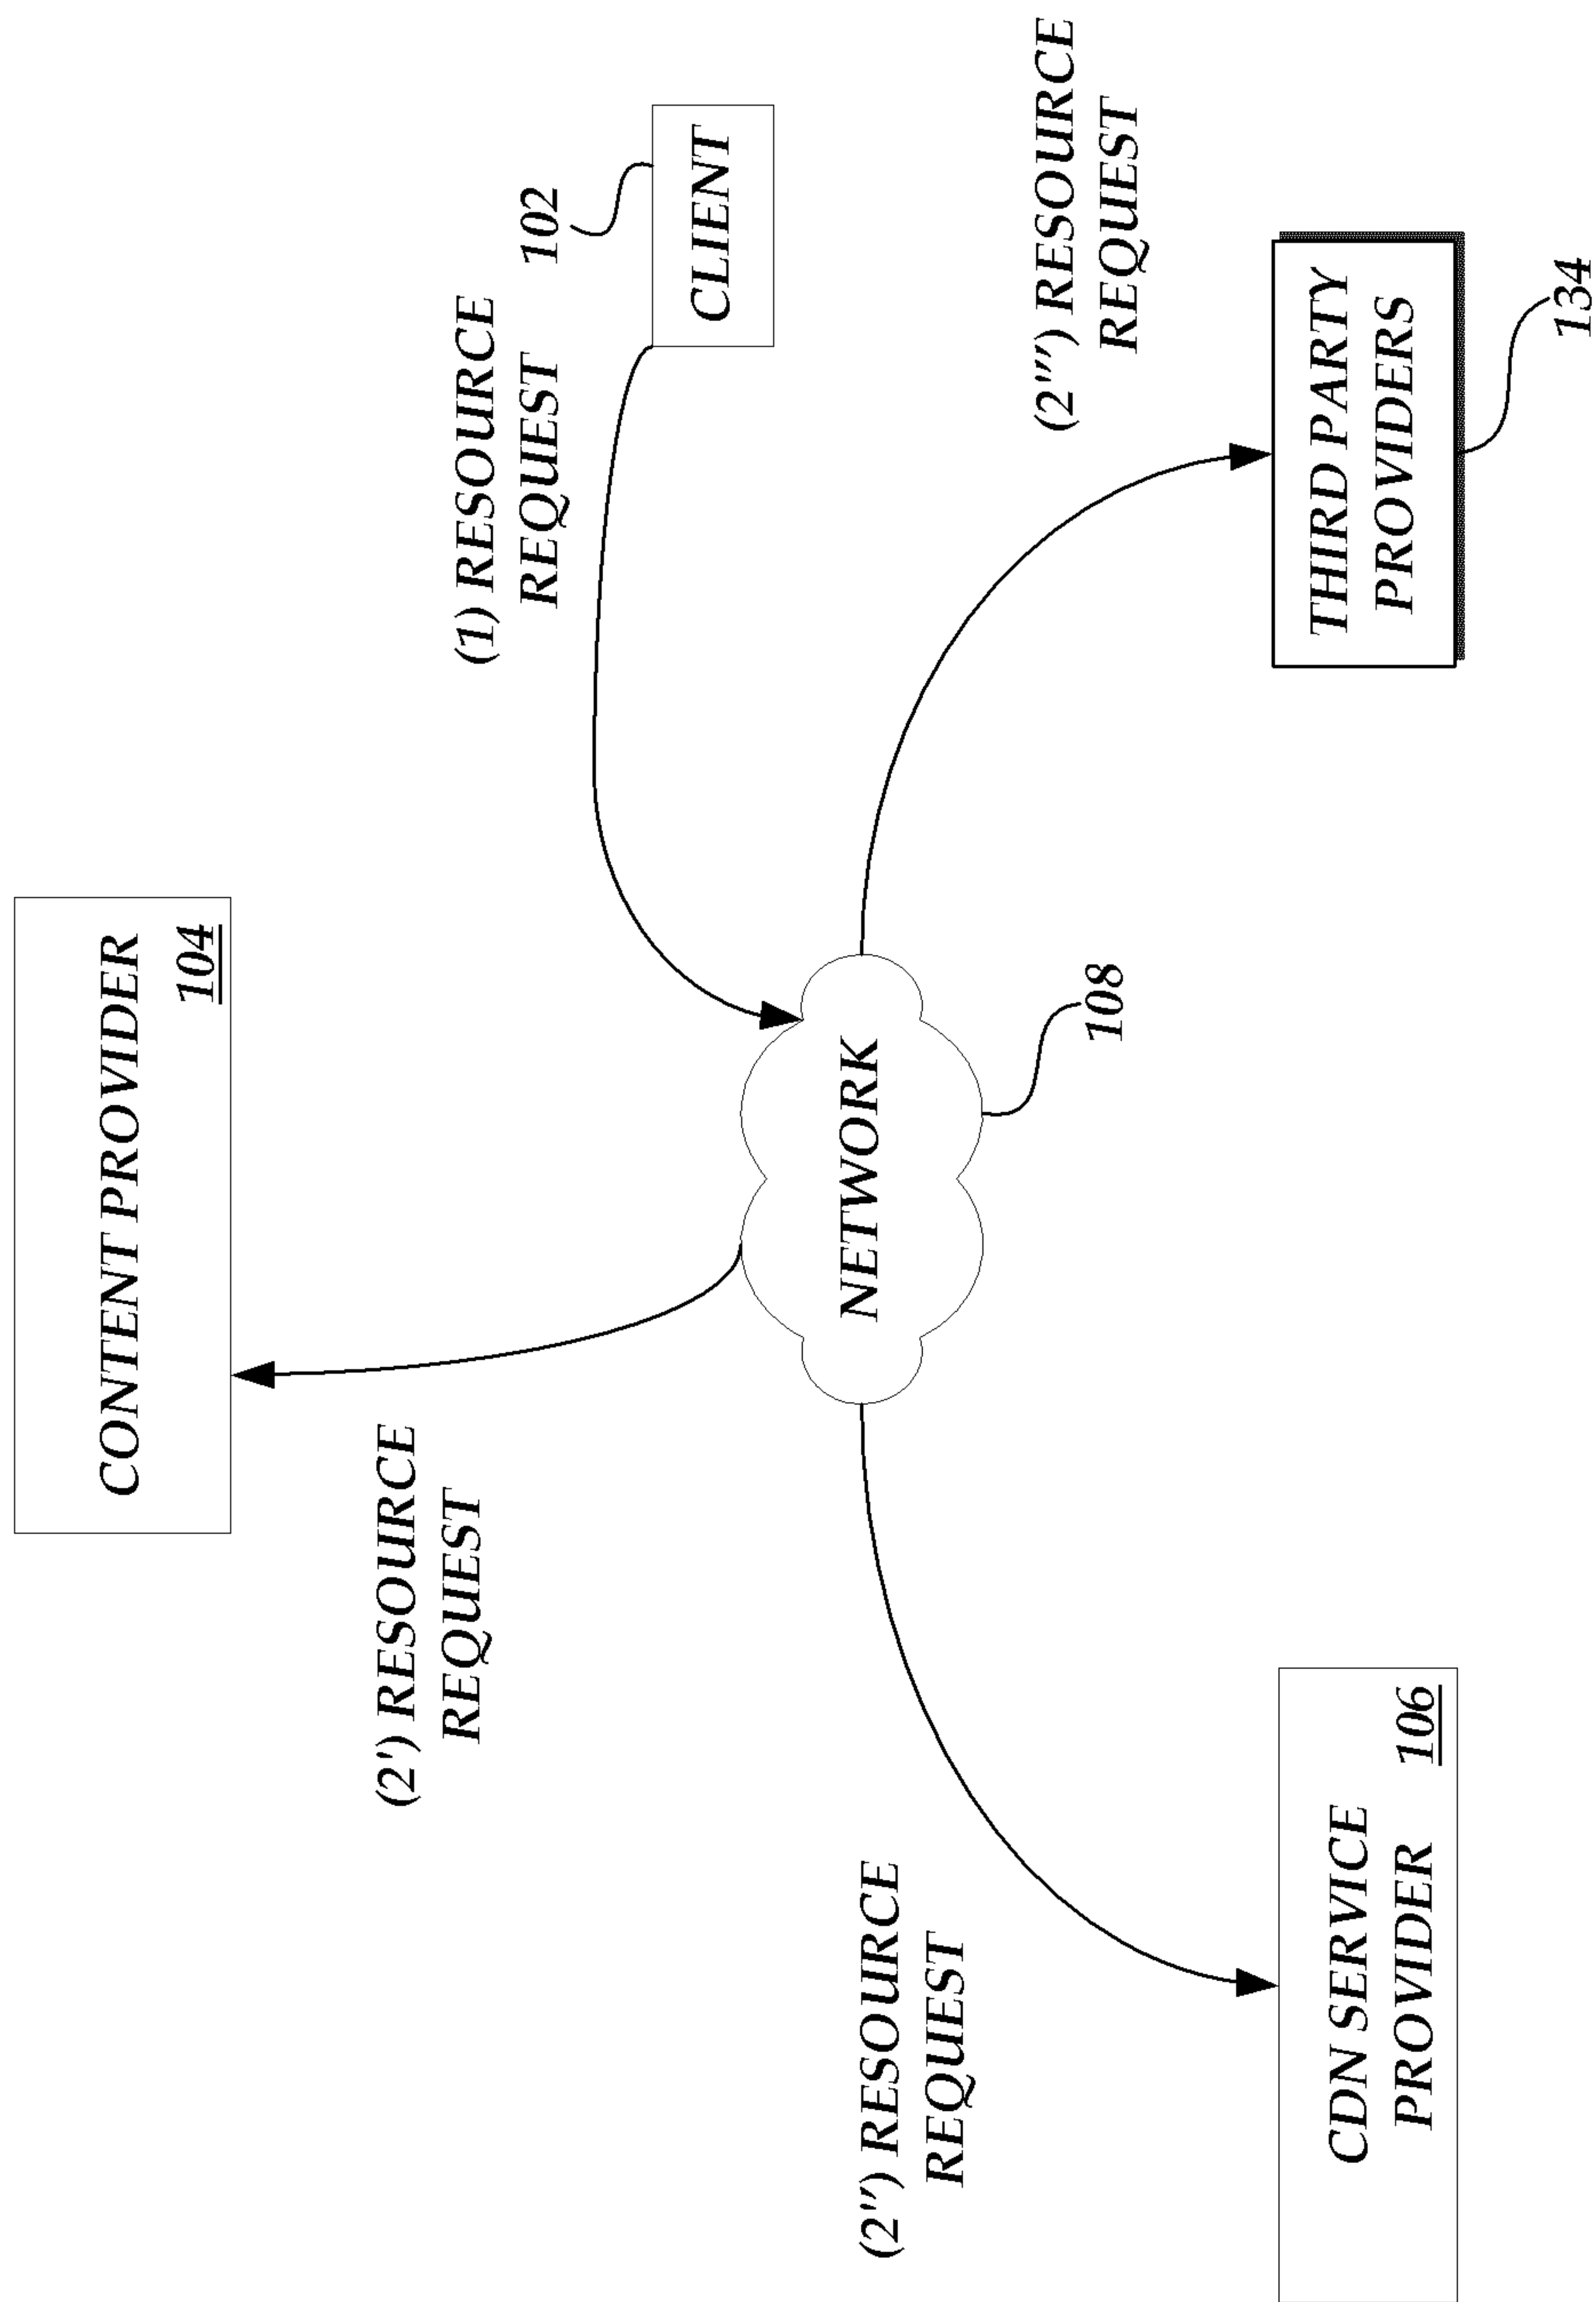 CONTENT PROVIDER
104
(2') RESOURCE
REQUEST
(1) RESOURCE
REQUEST
102
CLIENT
NETWORK
108
(2'') RESOURCE
REQUEST
(2''') RESOURCE
REQUEST
CDN SERVICE
PROVIDER
106
THIRD PARTY
PROVIDERS
134